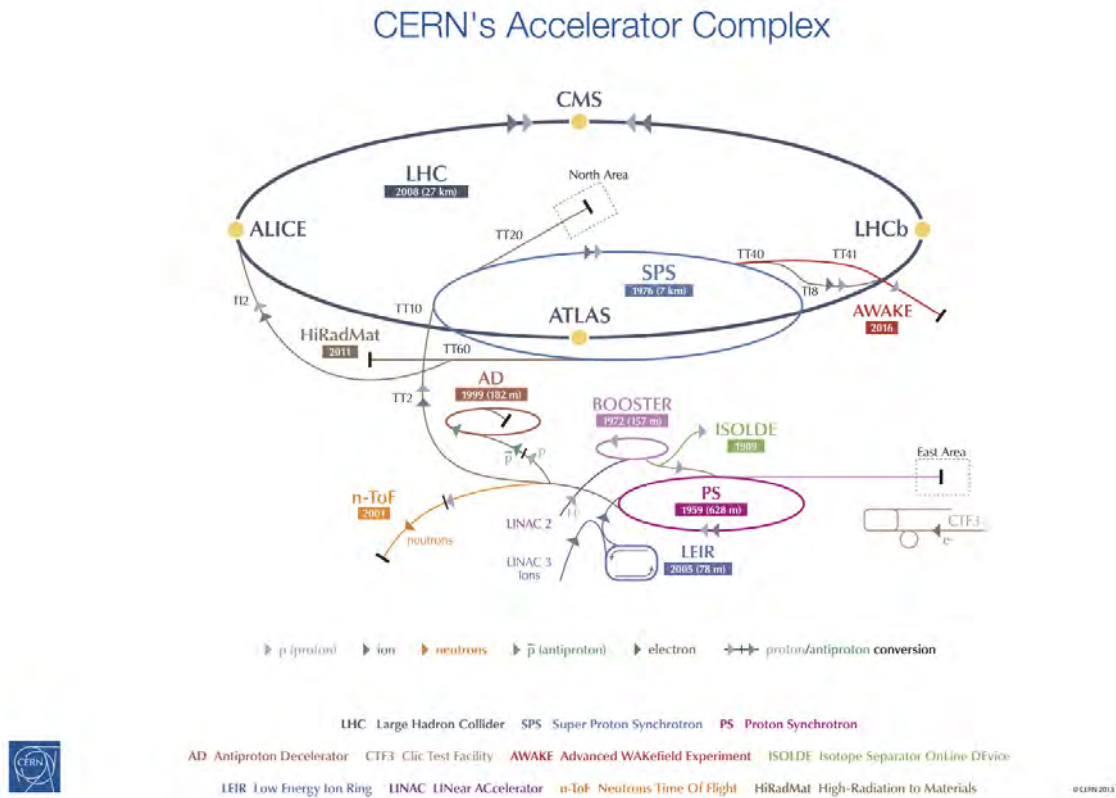 CERN's Accelerator Complex
CMS
LHC
2008 (27 km)
North Area
ALICE
TT20
LHCb
TT40
TT41
SPS
1976 (7 km)
TI8
TI2
TT10
ATLAS
AWAKE
2016
HiRadMat
2011
TT60
AD
1999 (182 m)
TT2
BOOSTER
1972 (157 m)
ISOLDE
1989
p̅
p
East Area
n-ToF
2001
PS
1959 (628 m)
LINAC 2
neutrons
CTF3
e-
LINAC 3
Ions
LEIR
2005 (78 m)
p (proton) ion neutrons p̅ (antiproton) electron proton/antiproton conversion
LHC Large Hadron Collider SPS Super Proton Synchrotron PS Proton Synchrotron
AD Antiproton Decelerator CTF3 Clic Test Facility AWAKE Advanced WAKefield Experiment ISOLDE Isotope Separator OnLine DEvice
LEIR Low Energy Ion Ring LINAC LINear ACcelerator n-ToF Neutrons Time Of Flight HiRadMat High-Radiation to Materials
CERN
© CERN 2013